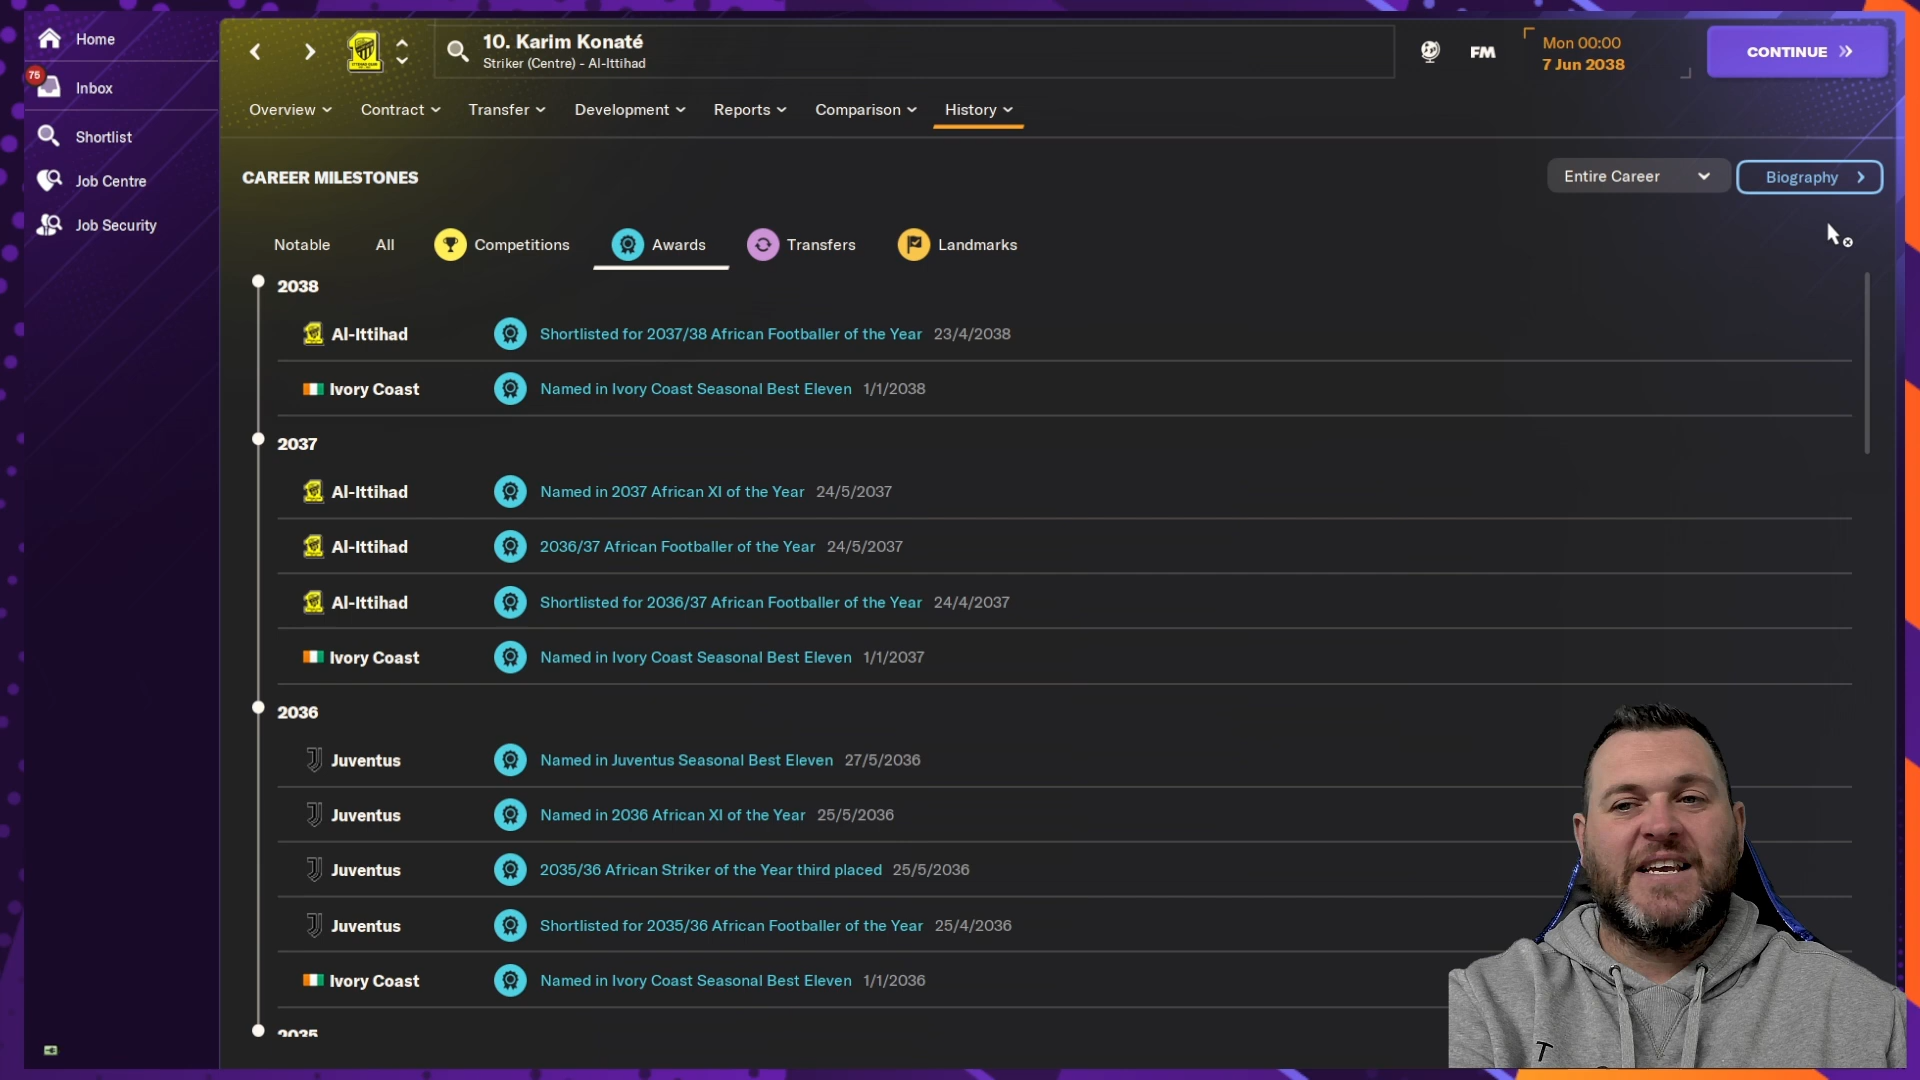 Home
75
Inbox
Shortlist
Job Centre
Job Security
10. Karim Konaté
Striker (Centre) - Al-Ittihad
FM
Mon 00:00
7 Jun 2038
CONTINUE
Overview
Contract
Transfer
Development
Reports
Comparison
History
CAREER MILESTONES
Entire Career
Biography
Notable
All
Competitions
Awards
Transfers
Landmarks
2038
Al-Ittihad Shortlisted for 2037/38 African Footballer of the Year 23/4/2038
Ivory Coast Named in Ivory Coast Seasonal Best Eleven 1/1/2038
2037
Al-Ittihad Named in 2037 African XI of the Year 24/5/2037
Al-Ittihad 2036/37 African Footballer of the Year 24/5/2037
Al-Ittihad Shortlisted for 2036/37 African Footballer of the Year 24/4/2037
Ivory Coast Named in Ivory Coast Seasonal Best Eleven 1/1/2037
2036
Juventus Named in Juventus Seasonal Best Eleven 27/5/2036
Juventus Named in 2036 African XI of the Year 25/5/2036
Juventus 2035/36 African Striker of the Year third placed 25/5/2036
Juventus Shortlisted for 2035/36 African Footballer of the Year 25/4/2036
Ivory Coast Named in Ivory Coast Seasonal Best Eleven 1/1/2036
2035
T